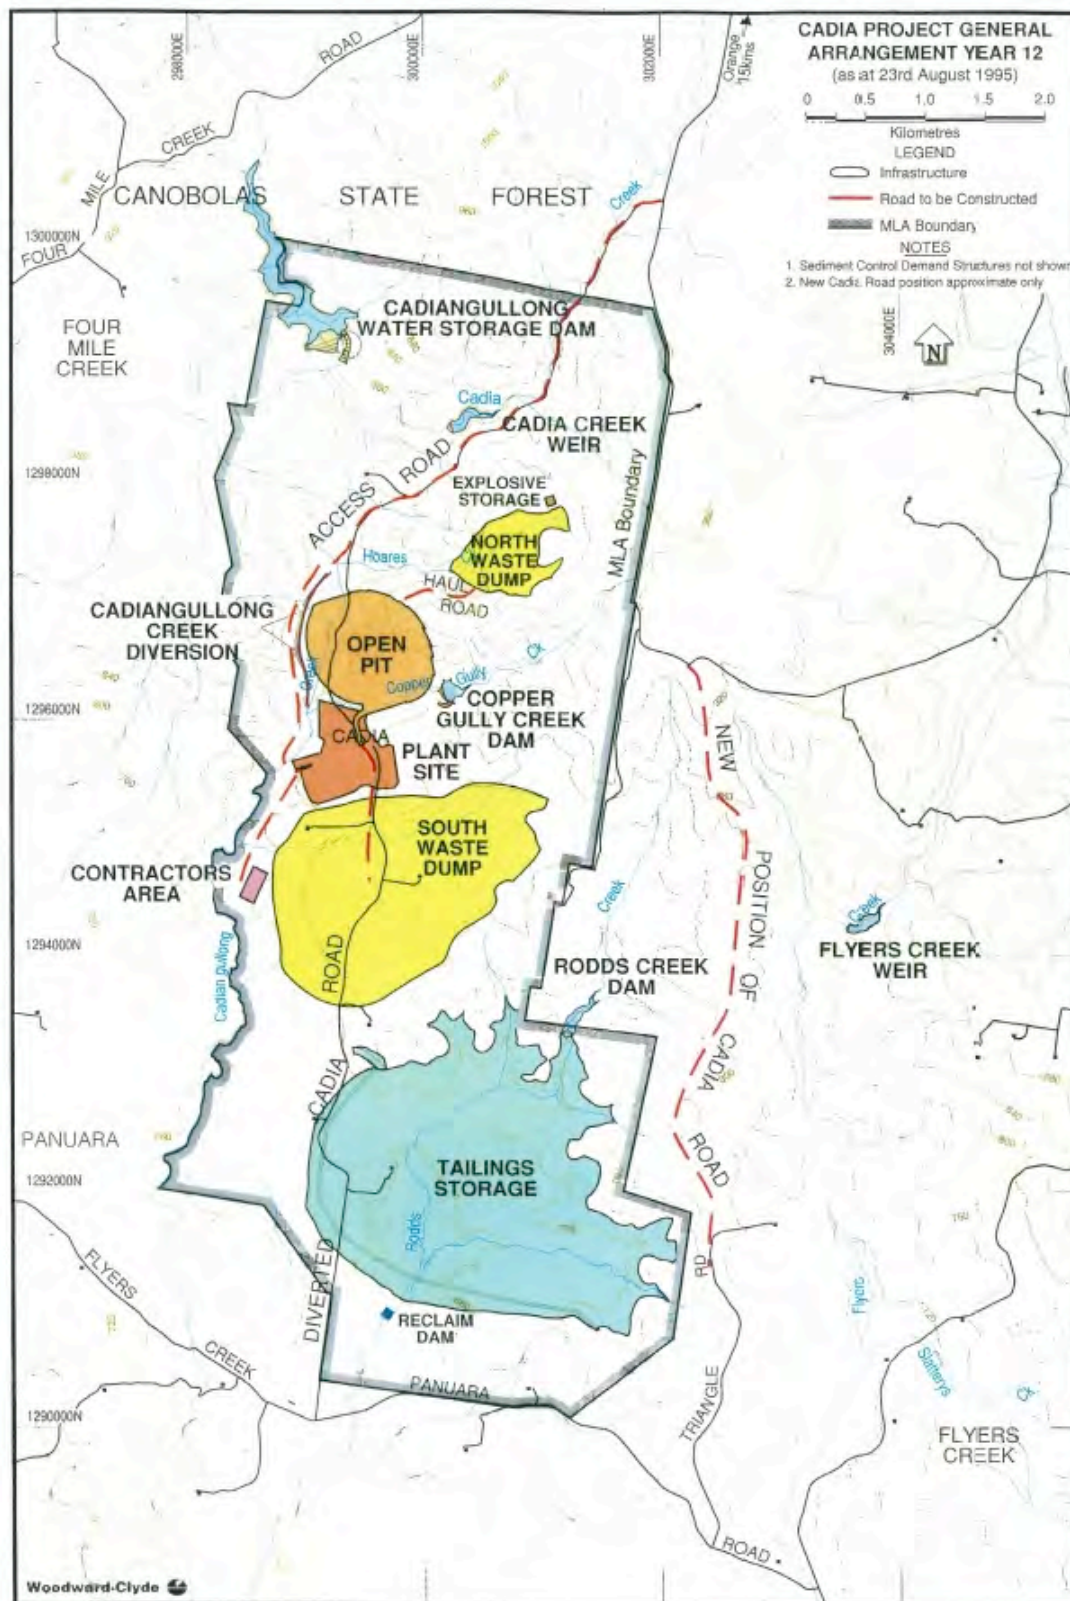 CADIA PROJECT GENERAL
ARRANGEMENT YEAR 12
(as at 23rd August 1995)
0 0.5 1.0 1.5 2.0
Kilometres
LEGEND
Infrastructure
Road to be Constructed
MLA Boundary
NOTES
1. Sediment Control Demand Structures not shown
2. New Cadia Road position approximate only
298000E
300000E
302000E
304000E
N
Orange
15kms
ROAD
CREEK
MILE
FOUR
CANOBOLAS STATE FOREST
Creek
1300000N
FOUR
MILE
CREEK
CADIANGULLONG
WATER STORAGE DAM
Cadia
CADIA CREEK
WEIR
ACCESS ROAD
1298000N
EXPLOSIVE
STORAGE
MLA Boundary
NORTH
WASTE
DUMP
Hoares
HAUL
ROAD
CADIANGULLONG
CREEK
DIVERSION
OPEN
PIT
Creek
Copper Gully Ck
COPPER
GULLY CREEK
DAM
1296000N
CADIA
PLANT
SITE
NEW POSITION OF CADIA ROAD
SOUTH
WASTE
DUMP
CONTRACTORS
AREA
Creek
Creek
FLYERS CREEK
WEIR
1294000N
Cadiangullong
ROAD
RODDS CREEK
DAM
CADIA
PANUARA
1292000N
TAILINGS
STORAGE
Rodds
DIVERTED
RD
FLYERS
CREEK
RECLAIM
DAM
PANUARA
TRIANGLE
ROAD
Flyers
Slatterys
Ck
1290000N
FLYERS
CREEK
Woodward-Clyde